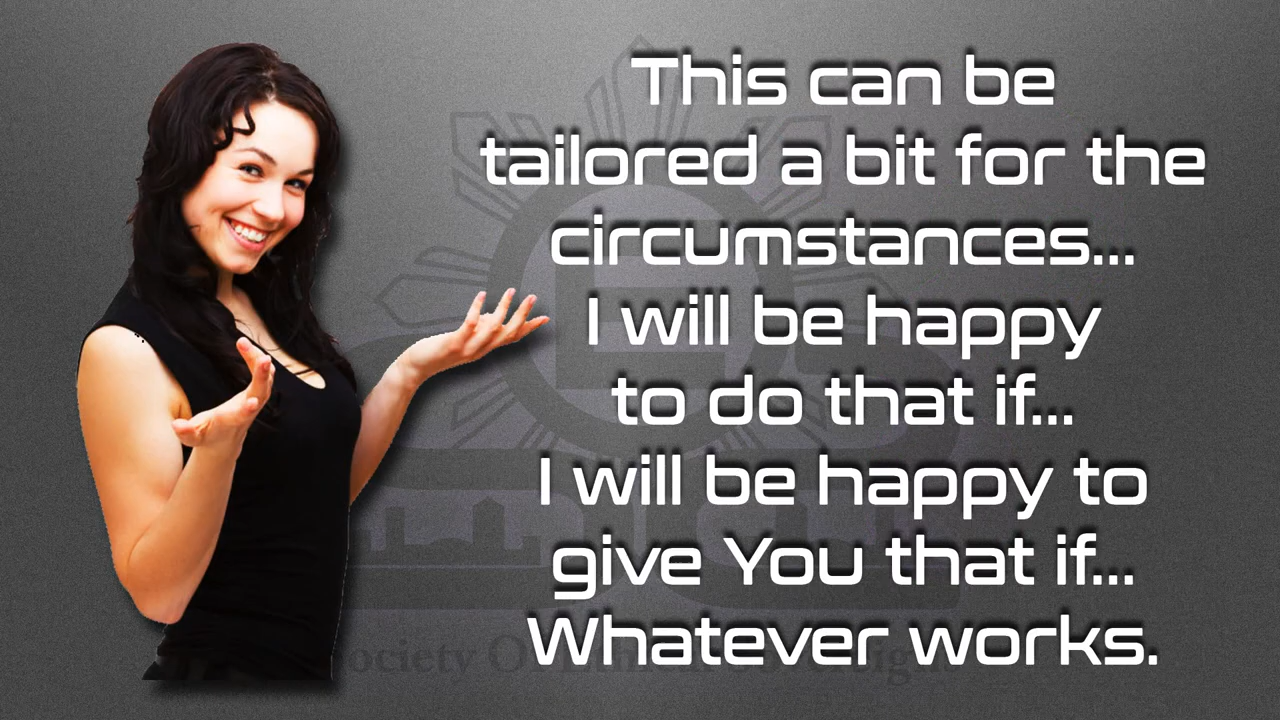 This can be
tailored a bit for the
circumstances...
I will be happy
to do that if...
I will be happy to
give You that if...
Whatever works.